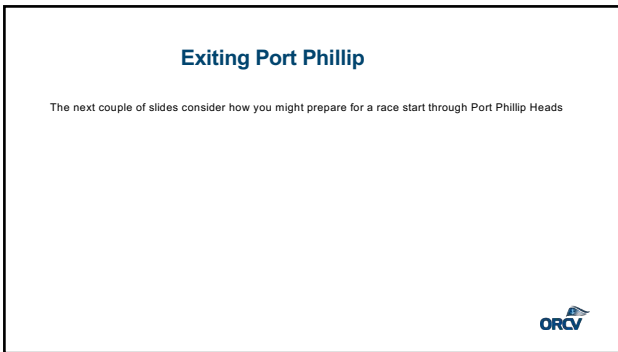 Exiting Port Phillip
The next couple of slides consider how you might prepare for a race start through Port Phillip Heads
ORCV